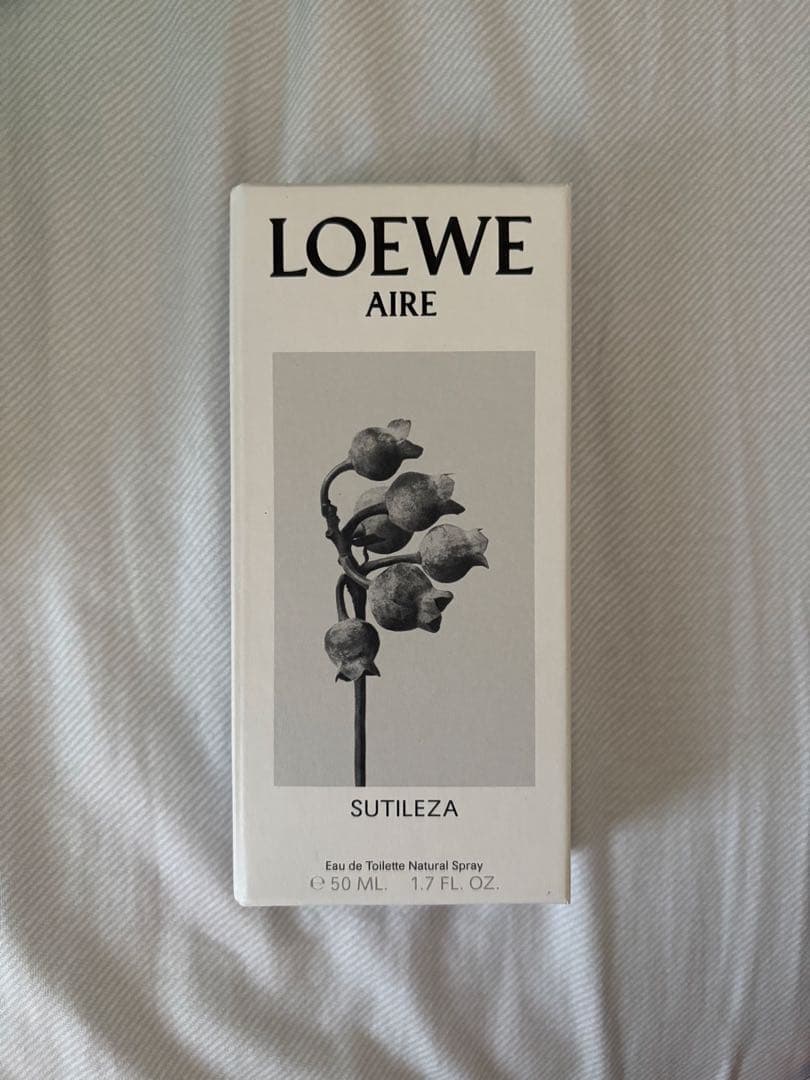 LOEWE
AIRE
SUTILEZA
Eau de Toilette Natural Spray
℮ 50 ML. 1.7 FL. OZ.